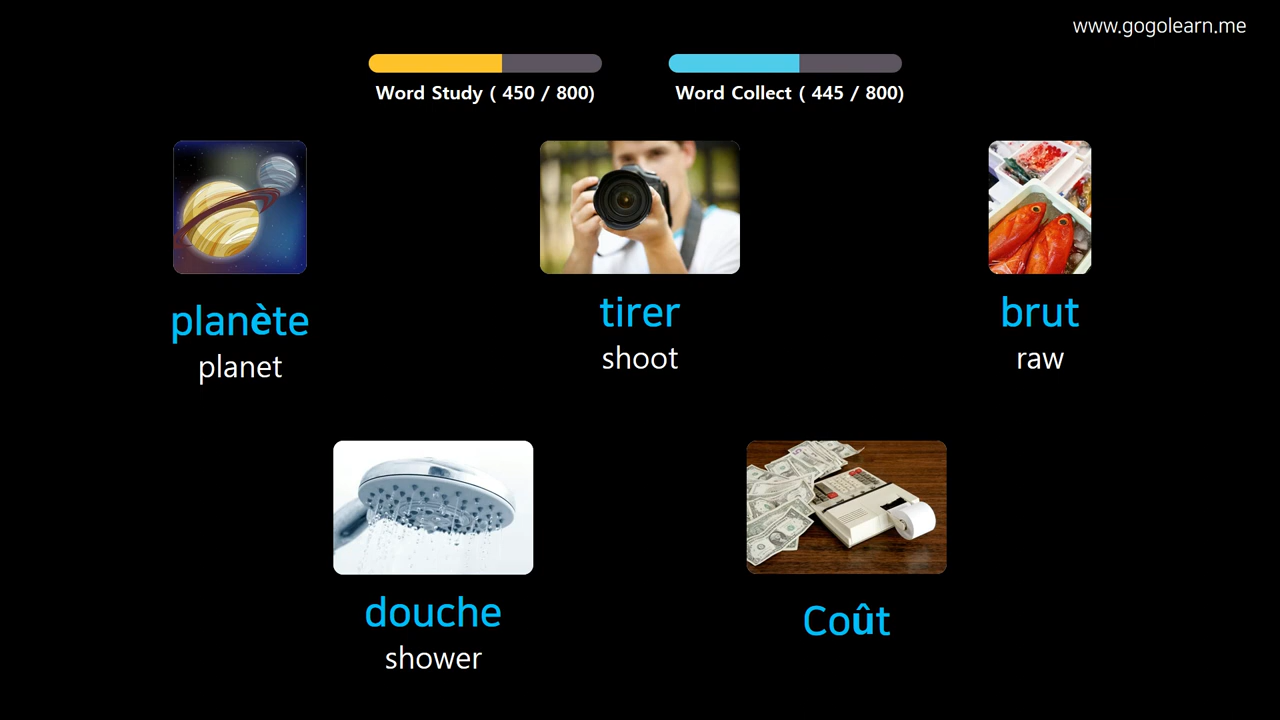 www.gogolearn.me
Word Study ( 450 / 800)
Word Collect ( 445 / 800)
planète
planet
tirer
shoot
brut
raw
douche
shower
Coût